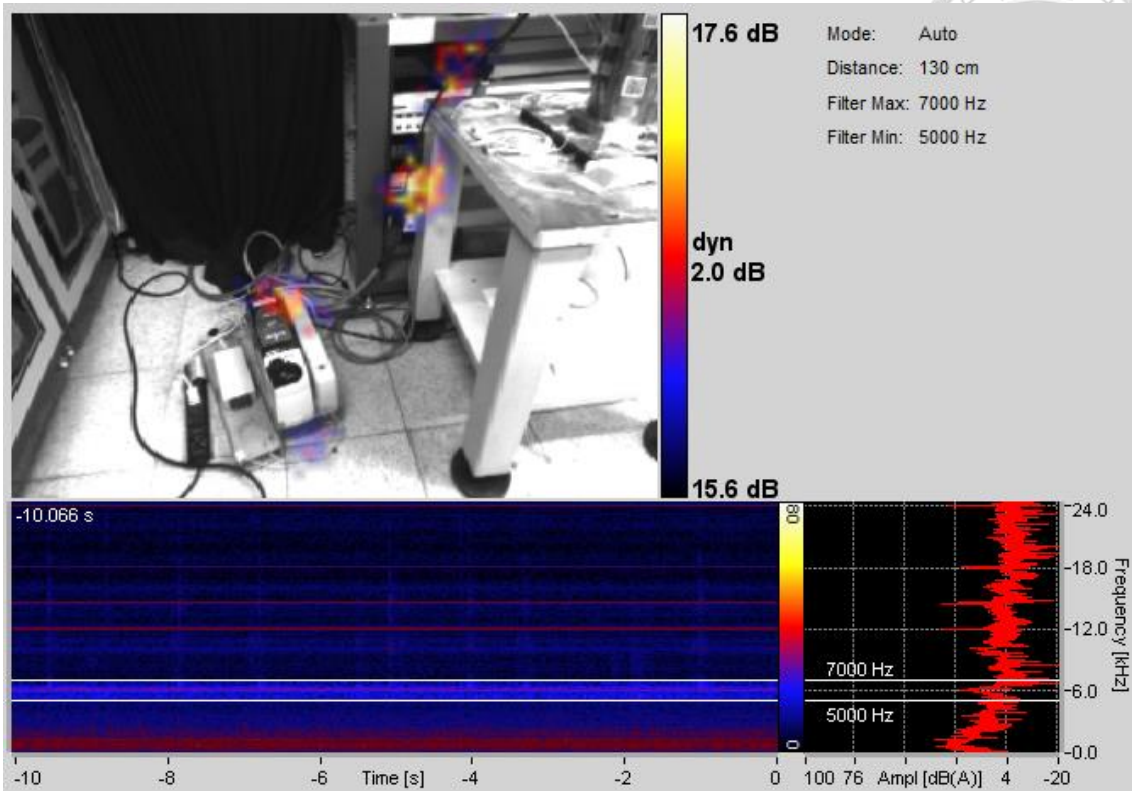 17.6 dB
dyn
2.0 dB
15.6 dB
Mode: Auto
Distance: 130 cm
Filter Max: 7000 Hz
Filter Min: 5000 Hz
-10.066 s
80
0
7000 Hz
5000 Hz
24.0
18.0
12.0
6.0
0.0
Frequency [kHz]
-10 -8 -6 Time [s] -4 -2 0
100 76 Ampl [dB(A)] 4 -20